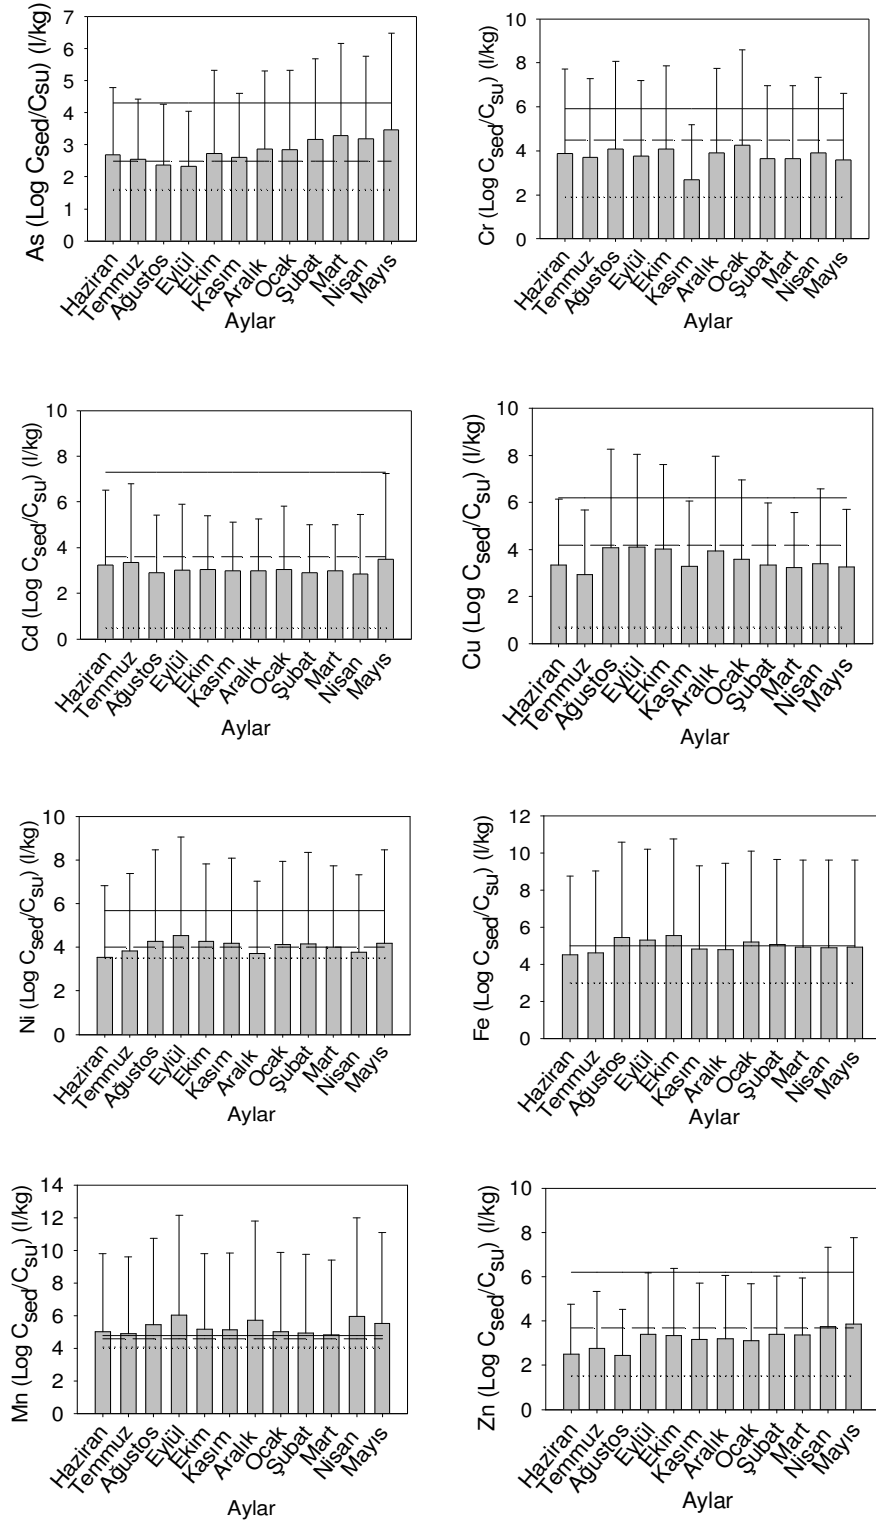 As (Log Csed/Csu) (l/kg)
7
6
5
4
3
2
1
0
Haziran
Temmuz
Ağustos
Eylül
Ekim
Kasım
Aralık
Ocak
Şubat
Mart
Nisan
Mayıs
Aylar
Cr (Log Csed/Csu) (l/kg)
10
8
6
4
2
0
Haziran
Temmuz
Ağustos
Eylül
Ekim
Kasım
Aralık
Ocak
Şubat
Mart
Nisan
Mayıs
Aylar
Cd (Log Csed/Csu) (l/kg)
10
8
6
4
2
0
Haziran
Temmuz
Ağustos
Eylül
Ekim
Kasım
Aralık
Ocak
Şubat
Mart
Nisan
Mayıs
Aylar
Cu (Log Csed/Csu) (l/kg)
10
8
6
4
2
0
Haziran
Temmuz
Ağustos
Eylül
Ekim
Kasım
Aralık
Ocak
Şubat
Mart
Nisan
Mayıs
Aylar
Ni (Log Csed/Csu) (l/kg)
10
8
6
4
2
0
Haziran
Temmuz
Ağustos
Eylül
Ekim
Kasım
Aralık
Ocak
Şubat
Mart
Nisan
Mayıs
Aylar
Fe (Log Csed/Csu) (l/kg)
12
10
8
6
4
2
0
Haziran
Temmuz
Ağustos
Eylül
Ekim
Kasım
Aralık
Ocak
Şubat
Mart
Nisan
Mayıs
Aylar
Mn (Log Csed/Csu) (l/kg)
14
12
10
8
6
4
2
0
Haziran
Temmuz
Ağustos
Eylül
Ekim
Kasım
Aralık
Ocak
Şubat
Mart
Nisan
Mayıs
Aylar
Zn (Log Csed/Csu) (l/kg)
10
8
6
4
2
0
Haziran
Temmuz
Ağustos
Eylül
Ekim
Kasım
Aralık
Ocak
Şubat
Mart
Nisan
Mayıs
Aylar